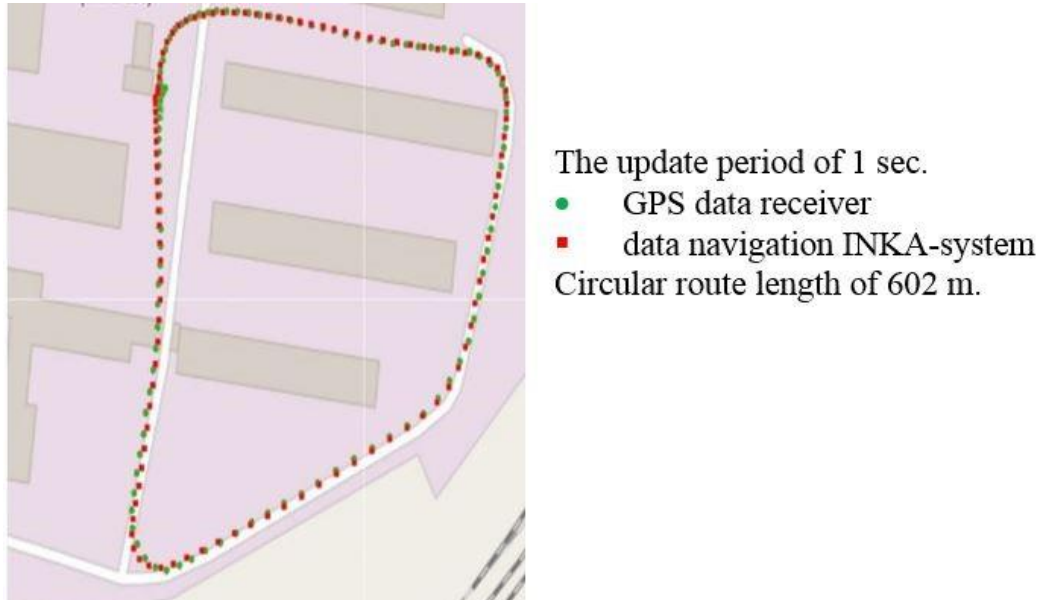 The update period of 1 sec.
● GPS data receiver
■ data navigation INKA-system
Circular route length of 602 m.